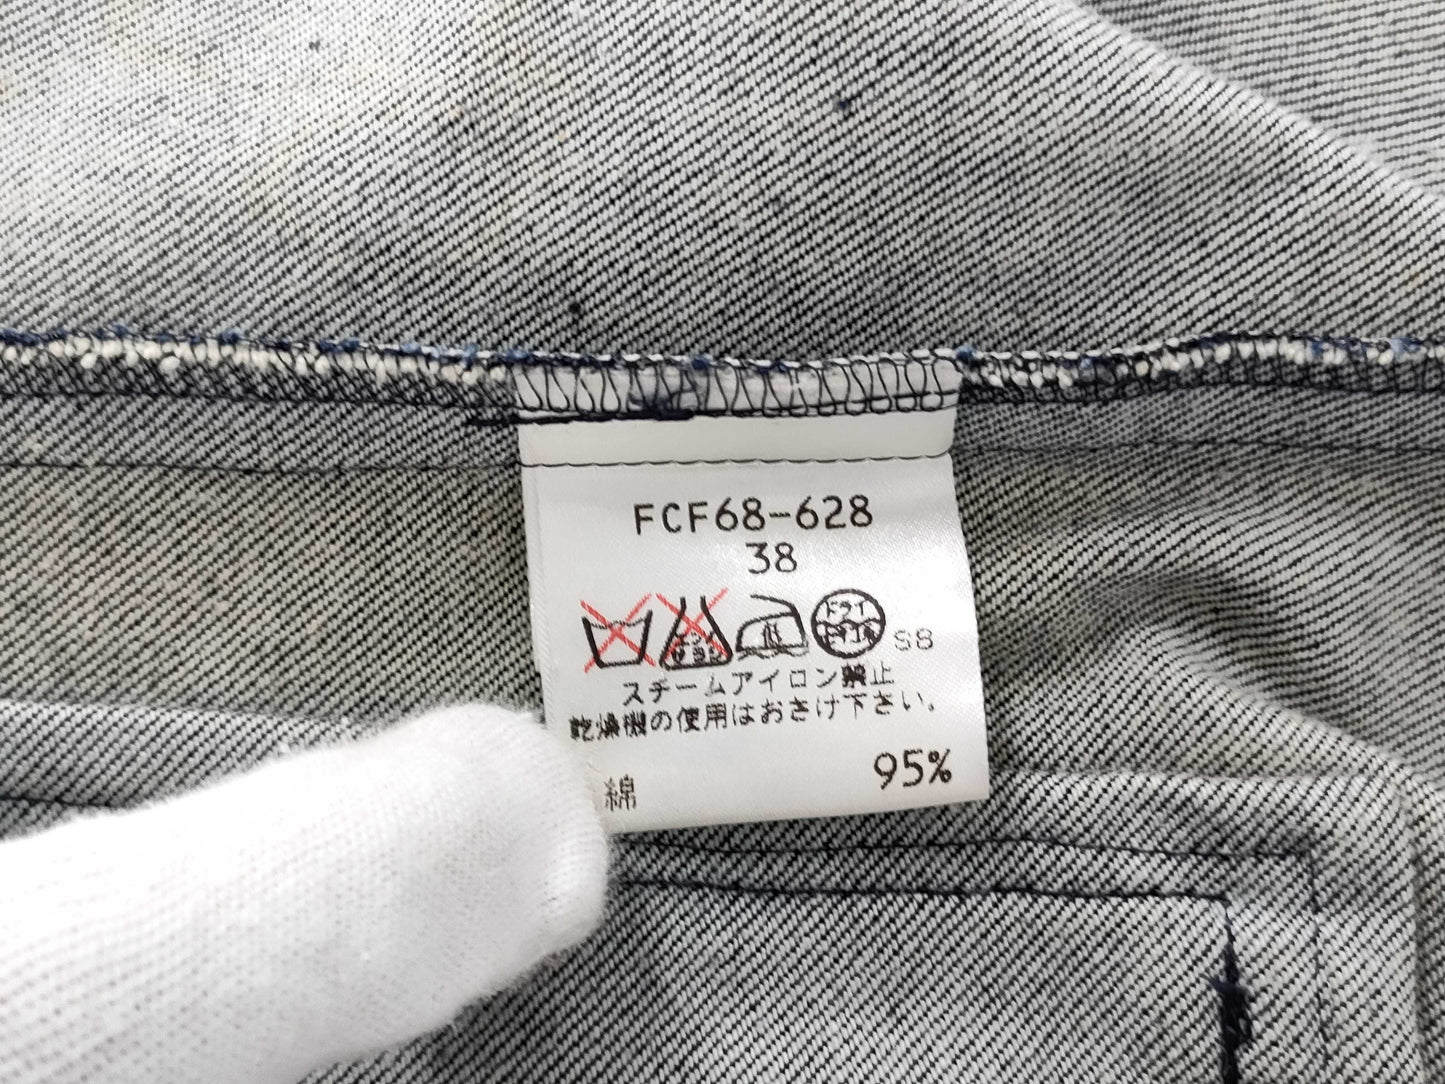 FCF68-628
38
低 ドライ S8
スチームアイロン禁止
乾燥機の使用はおさけ下さい。
綿 95%